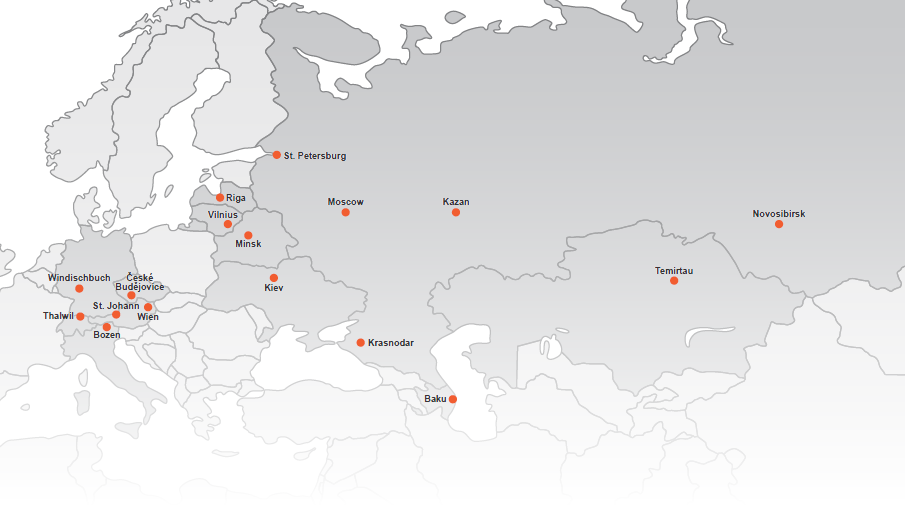 St. Petersburg
Riga
Moscow
Kazan
Vilnius
Novosibirsk
Minsk
Temirtau
Windischbuch
České
Budějovice
Kiev
St. Johann
Thalwil
Wien
Bozen
Krasnodar
Baku